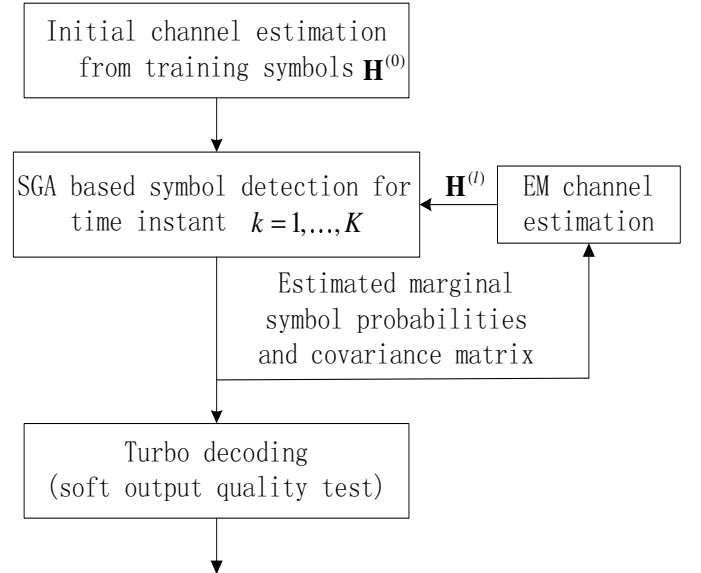 Initial channel estimation
from training symbols H^(0)
SGA based symbol detection for
time instant k = 1,..., K
H^(l)
EM channel
estimation
Estimated marginal
symbol probabilities
and covariance matrix
Turbo decoding
(soft output quality test)